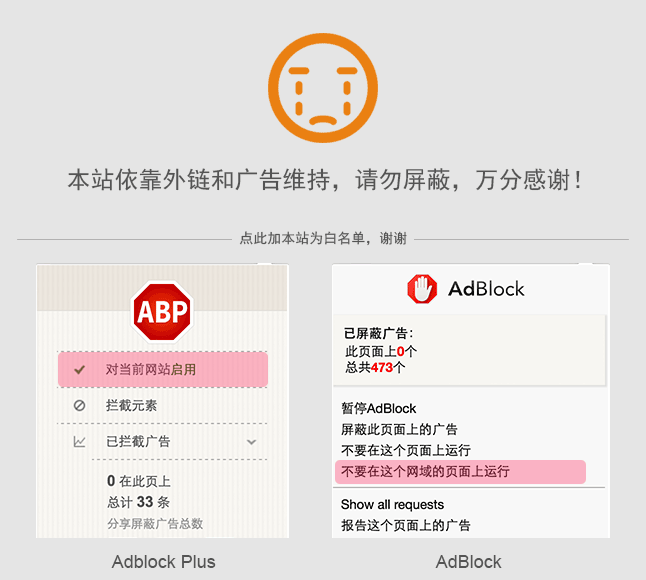 本站依靠外链和广告维持，请勿屏蔽，万分感谢！
点此加本站为白名单，谢谢
ABP
对当前网站启用
拦截元素
已拦截广告
0 在此页上
总计 33 条
分享屏蔽广告总数
Adblock Plus
AdBlock
已屏蔽广告：
此页面上0个
总共473个
暂停AdBlock
屏蔽此页面上的广告
不要在这个页面上运行
不要在这个网域的页面上运行
Show all requests
报告这个页面上的广告
AdBlock